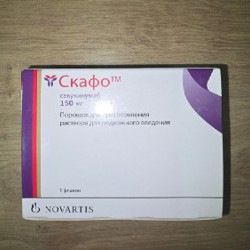 Скафо™
секукинумаб
150 мг
Порошок для приготовления
раствора для подкожного введения
1 флакон
NOVARTIS